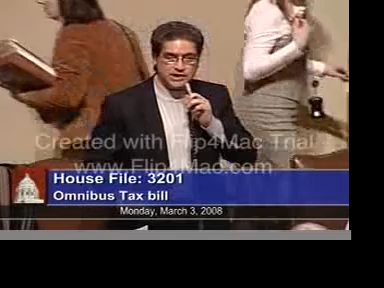 Created with Flip4Mac Trial
www.Flip4Mac.com
House File: 3201
Omnibus Tax bill
Monday, March 3, 2008